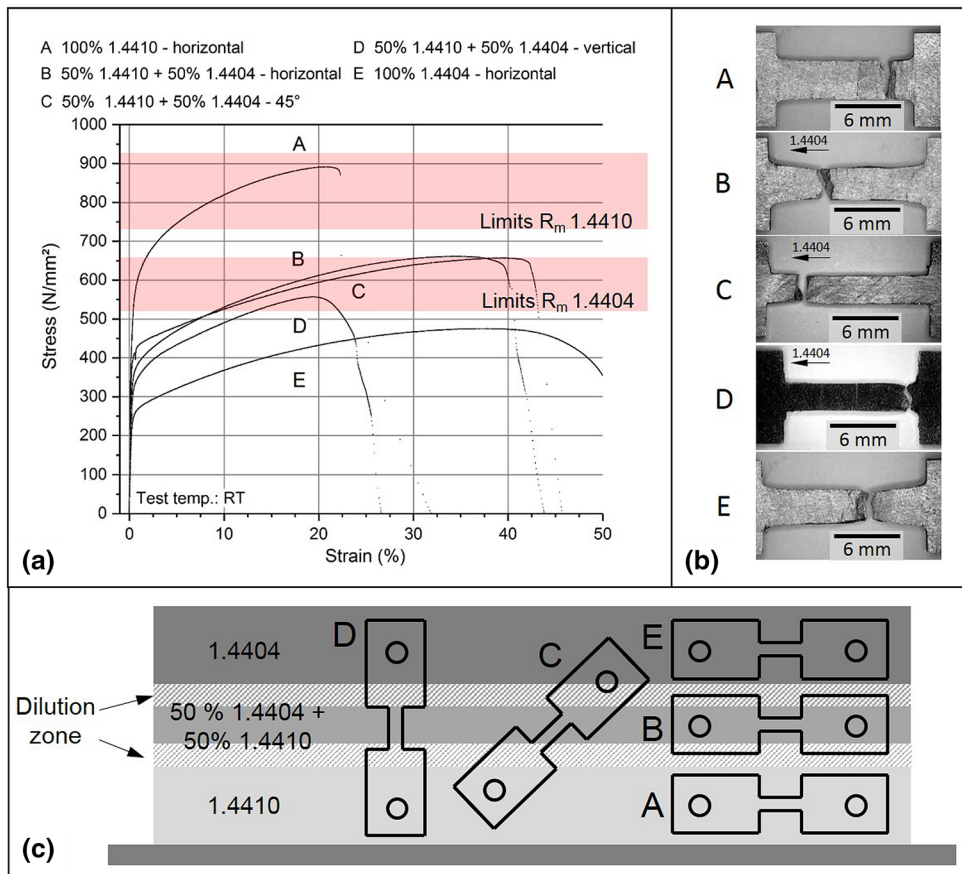 A 100% 1.4410 - horizontal
D 50% 1.4410 + 50% 1.4404 - vertical
B 50% 1.4410 + 50% 1.4404 - horizontal
E 100% 1.4404 - horizontal
C 50% 1.4410 + 50% 1.4404 - 45°
1000
900
800
700
600
500
400
300
200
100
0
Stress (N/mm²)
A
Limits Rm 1.4410
B
C
Limits Rm 1.4404
D
E
Test temp.: RT
0
10
20
30
40
50
Strain (%)
(a)
A
6 mm
1.4404
B
6 mm
1.4404
C
6 mm
1.4404
D
6 mm
E
6 mm
(b)
1.4404
D
C
E
Dilution
zone
50 % 1.4404 +
50% 1.4410
B
1.4410
A
(c)